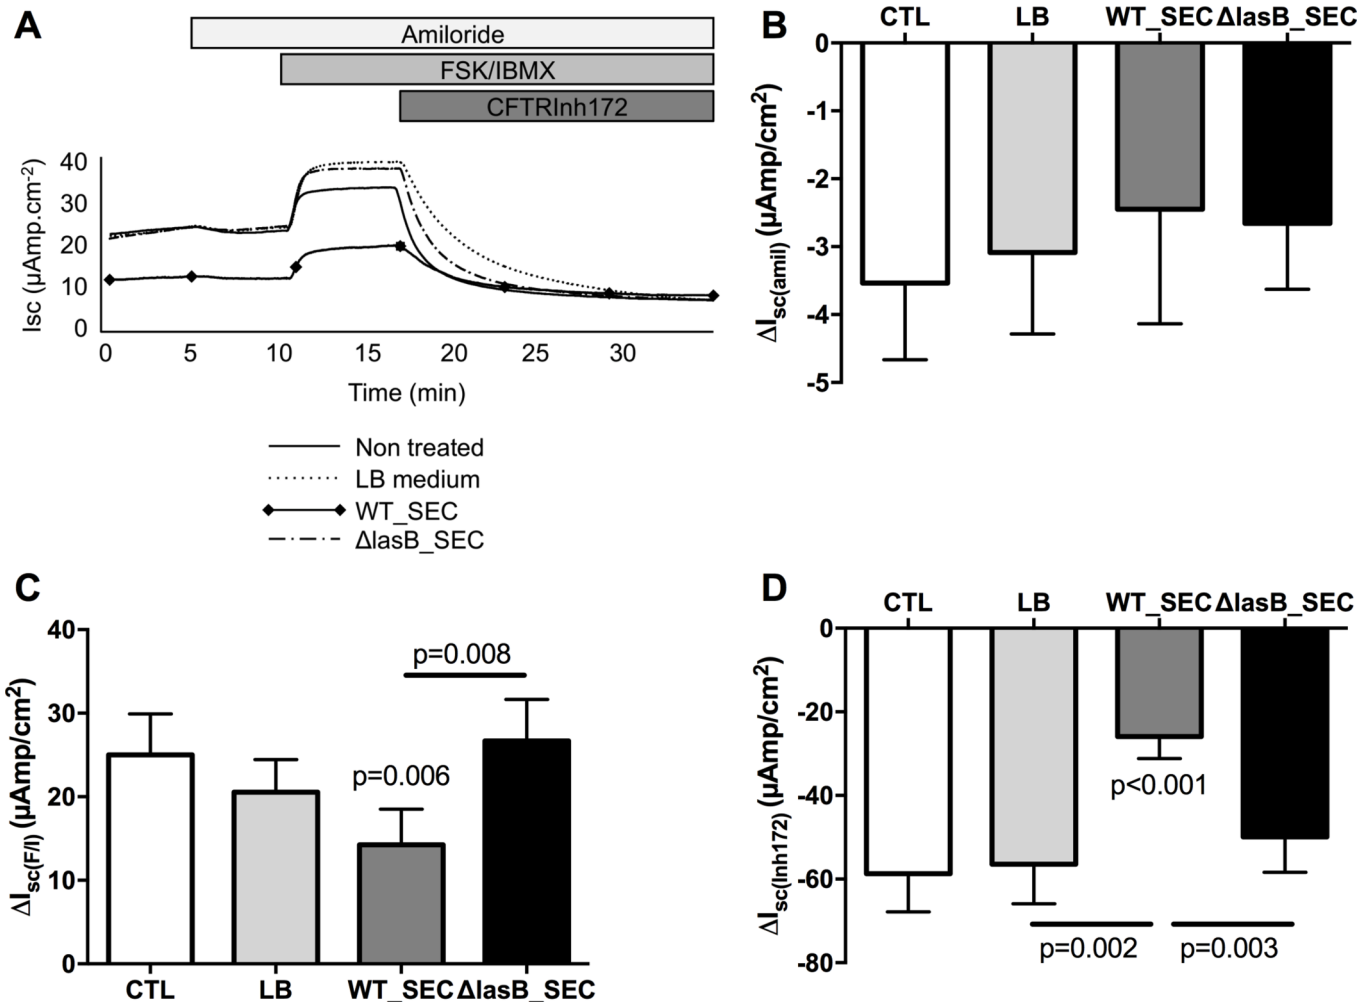 A
Amiloride
FSK/IBMX
CFTRInh172
Isc (µAmp.cm-2)
40
30
20
10
0
0 5 10 15 20 25 30
Time (min)
Non treated
LB medium
WT_SEC
ΔlasB_SEC
B
CTL LB WT_SEC ΔlasB_SEC
ΔIsc(amil) (µAmp/cm2)
0
-1
-2
-3
-4
-5
C
ΔIsc(F/I) (µAmp/cm2)
40
30
20
10
0
p=0.008
p=0.006
CTL LB WT_SEC ΔlasB_SEC
D
CTL LB WT_SEC ΔlasB_SEC
ΔIsc(Inh172) (µAmp/cm2)
0
-20
-40
-60
-80
p<0.001
p=0.002 p=0.003